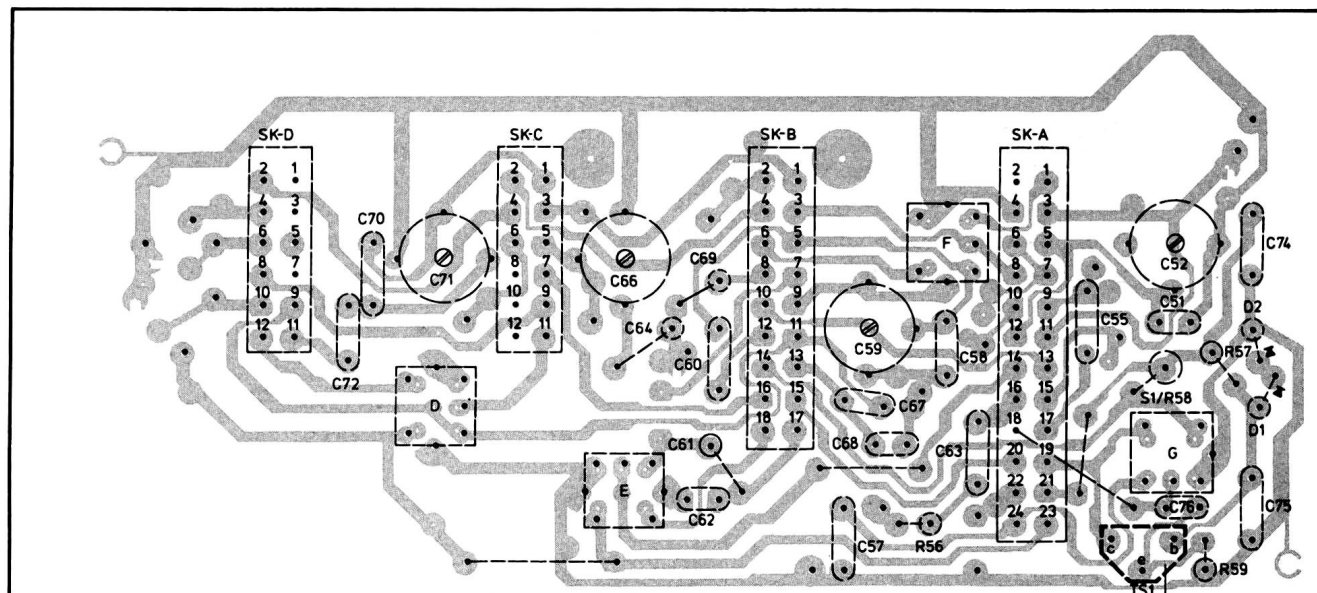 SK-D
SK-C
SK-B
SK-A
2 1
4 3
6 5
8 7
10 9
12 11
2 1
4 3
6 5
8 7
10 9
12 11
2 1
4 3
6 5
8 7
10 9
12 11
14 13
16 15
18 17
2 1
4 3
6 5
8 7
10 9
12 11
14 13
16 15
18 17
20 19
22 21
24 23
C70
C71
C72
D
C66
C69
C64
C60
C61
E
C62
F
C59
C58
C67
C68
C63
C57
R56
C52
C74
C51
C55
D2
R57
S1/R58
D1
G
C76
C75
c
b
e
TS1
R59